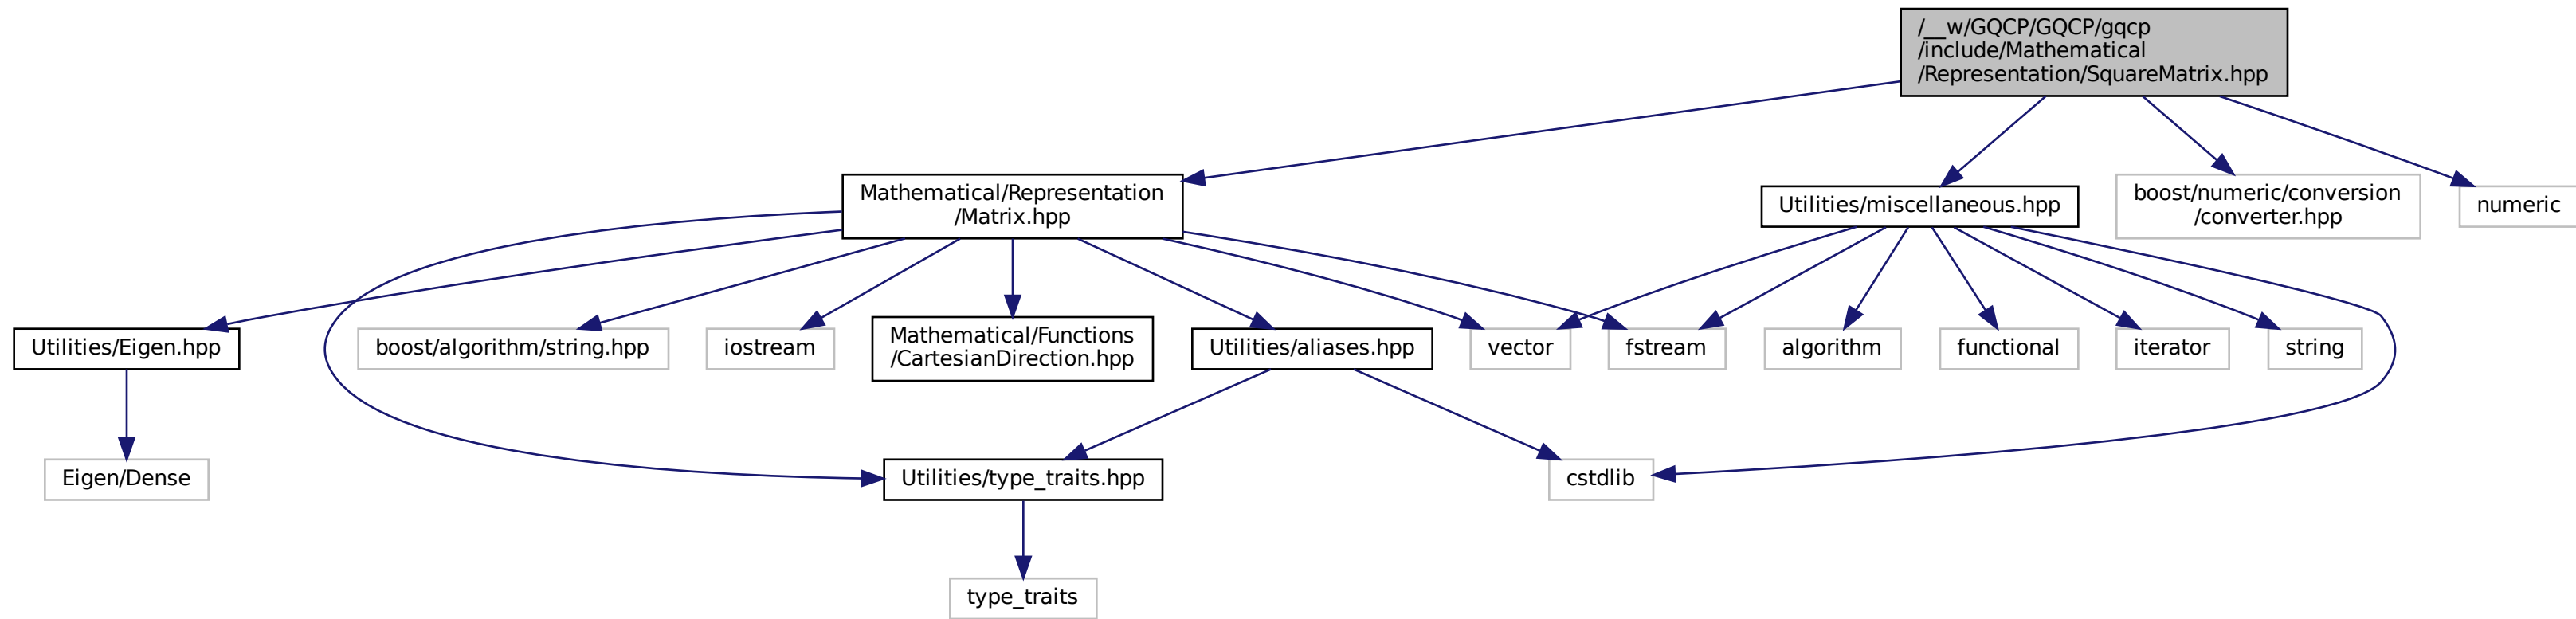 /__w/GQCP/GQCP/gqcp
/include/Mathematical
/Representation/SquareMatrix.hpp
Mathematical/Representation
/Matrix.hpp
Utilities/miscellaneous.hpp
boost/numeric/conversion
/converter.hpp
numeric
Utilities/Eigen.hpp
boost/algorithm/string.hpp
iostream
Mathematical/Functions
/CartesianDirection.hpp
Utilities/aliases.hpp
vector
fstream
algorithm
functional
iterator
string
Eigen/Dense
Utilities/type_traits.hpp
cstdlib
type_traits